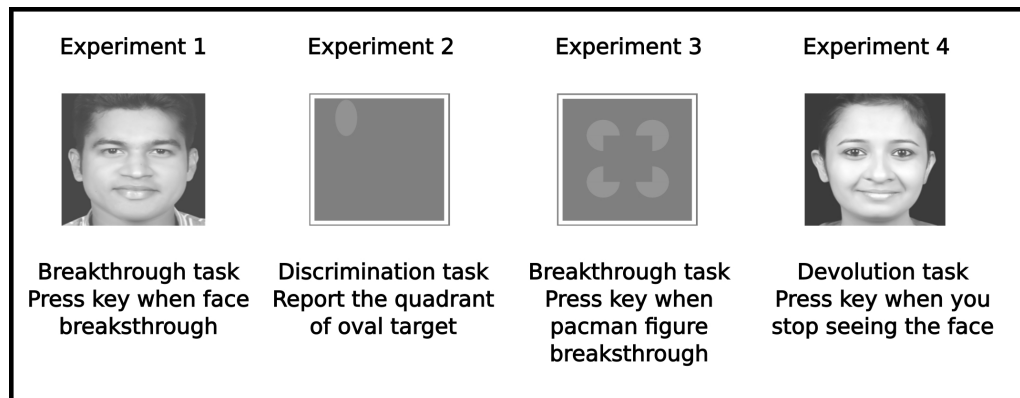 Experiment 1
Experiment 2
Experiment 3
Experiment 4
Breakthrough task
Press key when face
breaksthrough
Discrimination task
Report the quadrant
of oval target
Breakthrough task
Press key when
pacman figure
breaksthrough
Devolution task
Press key when you
stop seeing the face